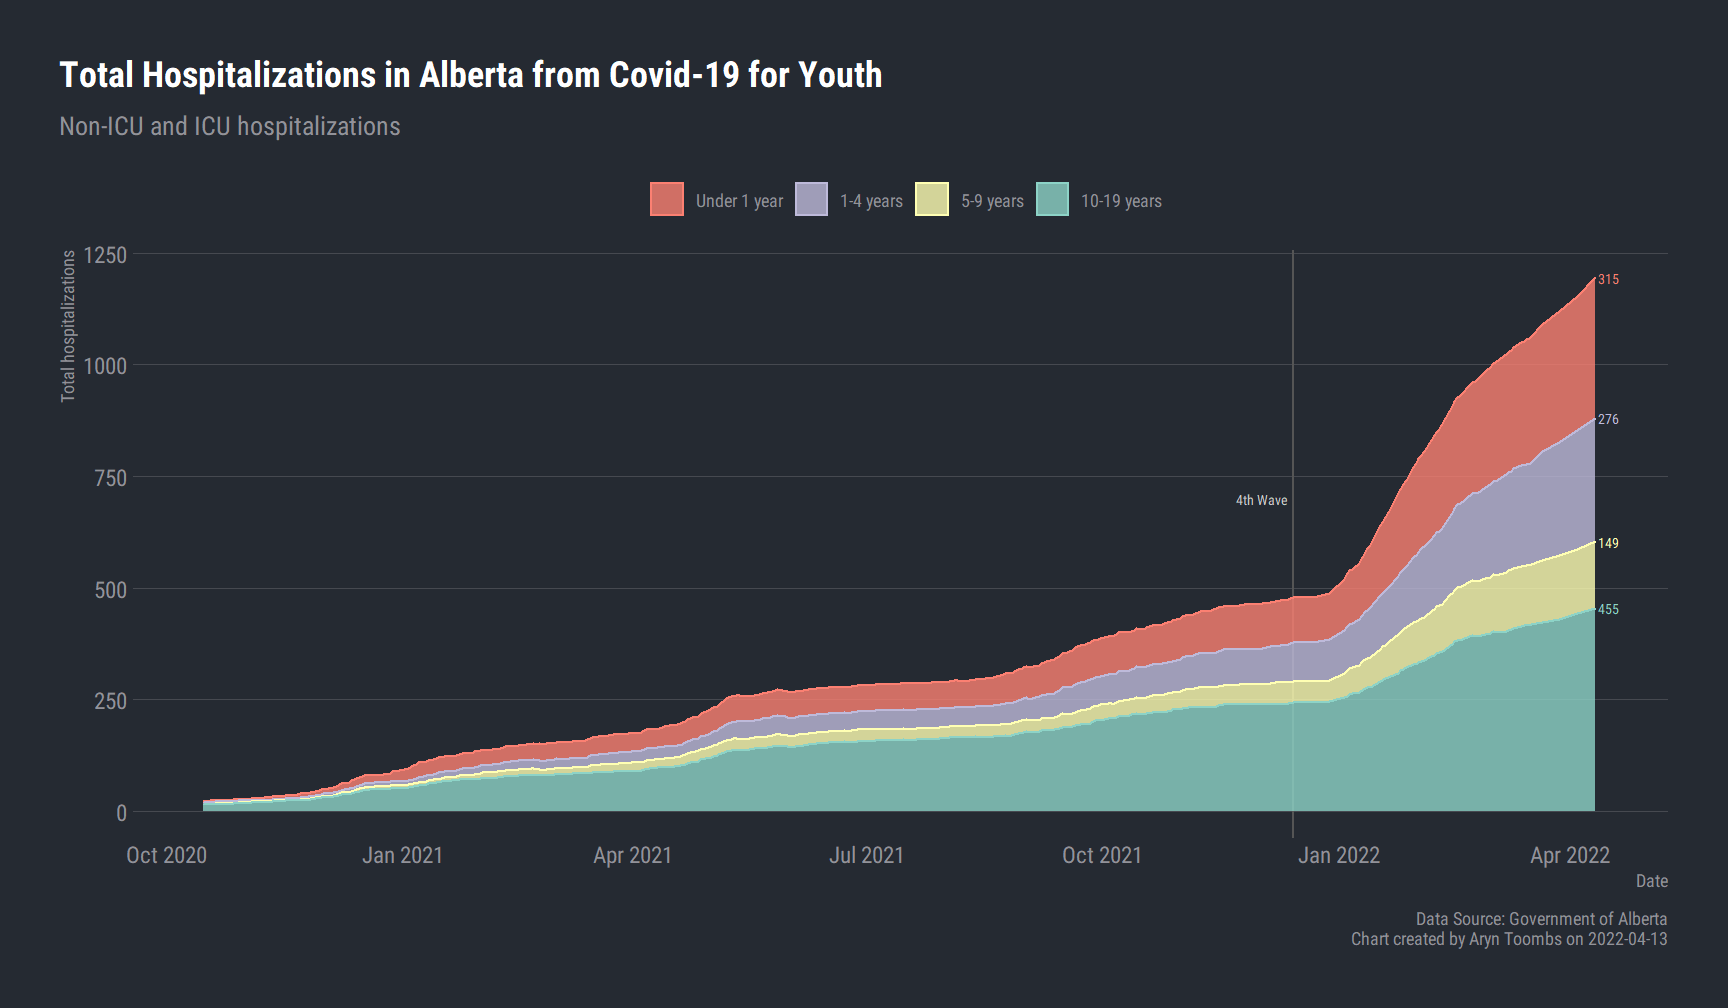 Total Hospitalizations in Alberta from Covid-19 for Youth
Non-ICU and ICU hospitalizations
Under 1 year
1-4 years
5-9 years
10-19 years
Total hospitalizations
1250
1000
750
500
250
0
4th Wave
315
276
149
455
Oct 2020
Jan 2021
Apr 2021
Jul 2021
Oct 2021
Jan 2022
Apr 2022
Date
Data Source: Government of Alberta
Chart created by Aryn Toombs on 2022-04-13